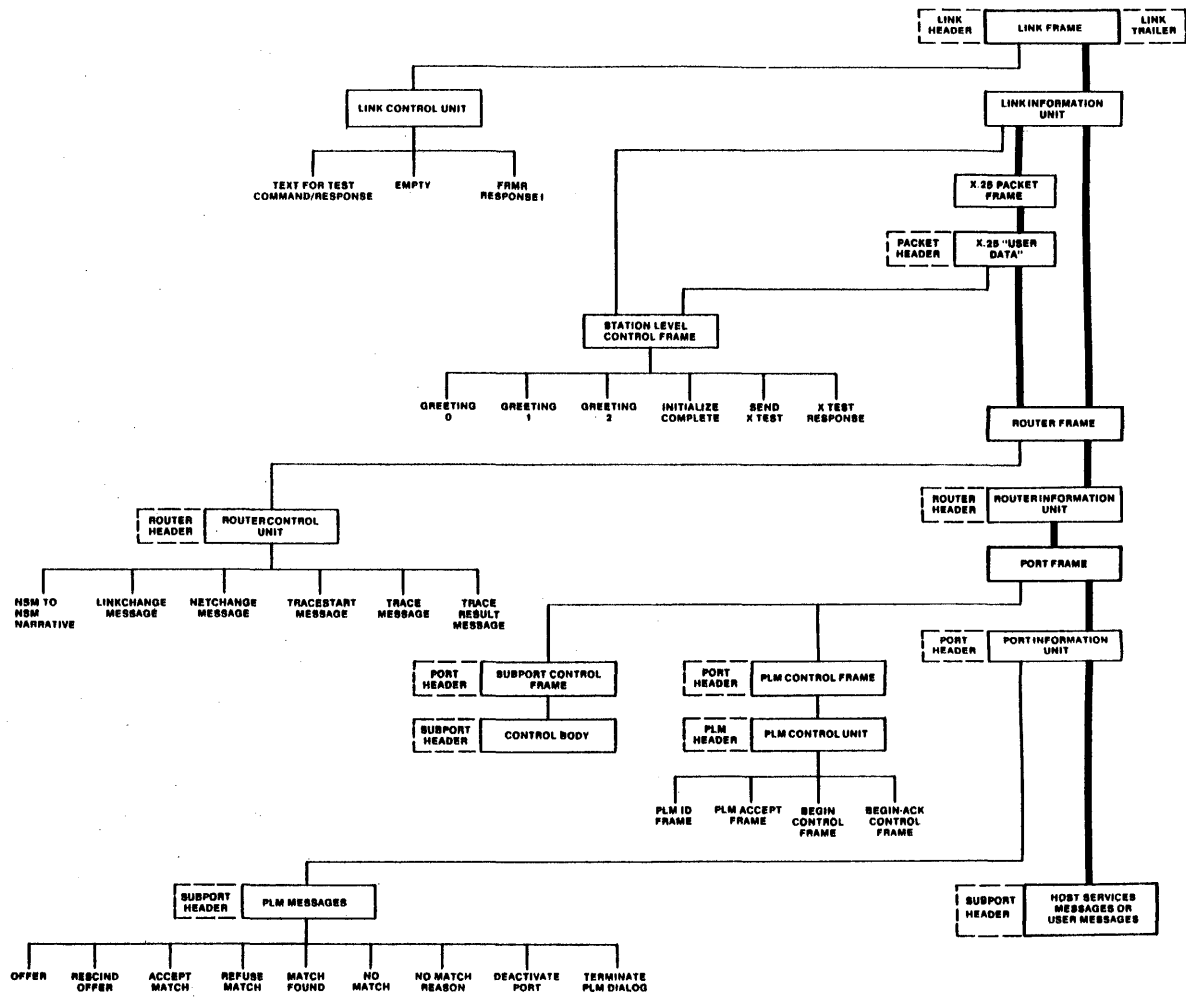 LINK
HEADER
LINK FRAME
LINK
TRAILER
LINK CONTROL UNIT
LINK INFORMATION
UNIT
TEXT FOR TEST
COMMAND/RESPONSE
EMPTY
FRMR
RESPONSE I
X.25 PACKET
FRAME
PACKET
HEADER
X.25 "USER
DATA"
STATION LEVEL
CONTROL FRAME
GREETING
0
GREETING
1
GREETING
2
INITIALIZE
COMPLETE
SEND
X TEST
X TEST
RESPONSE
ROUTER FRAME
ROUTER
HEADER
ROUTER CONTROL
UNIT
ROUTER
HEADER
ROUTER INFORMATION
UNIT
PORT FRAME
NSM TO
NSM
NARRATIVE
LINKCHANGE
MESSAGE
NETCHANGE
MESSAGE
TRACESTART
MESSAGE
TRACE
MESSAGE
TRACE
RESULT
MESSAGE
PORT
HEADER
PORT INFORMATION
UNIT
PORT
HEADER
SUBPORT CONTROL
FRAME
PORT
HEADER
PLM CONTROL FRAME
SUBPORT
HEADER
CONTROL BODY
PLM
HEADER
PLM CONTROL UNIT
PLM ID
FRAME
PLM ACCEPT
FRAME
BEGIN
CONTROL
FRAME
BEGIN-ACK
CONTROL
FRAME
SUBPORT
HEADER
PLM MESSAGES
SUBPORT
HEADER
HOST SERVICES
MESSAGES OR
USER MESSAGES
OFFER
RESCIND
OFFER
ACCEPT
MATCH
REFUSE
MATCH
MATCH
FOUND
NO
MATCH
NO MATCH
REASON
DEACTIVATE
PORT
TERMINATE
PLM DIALOG